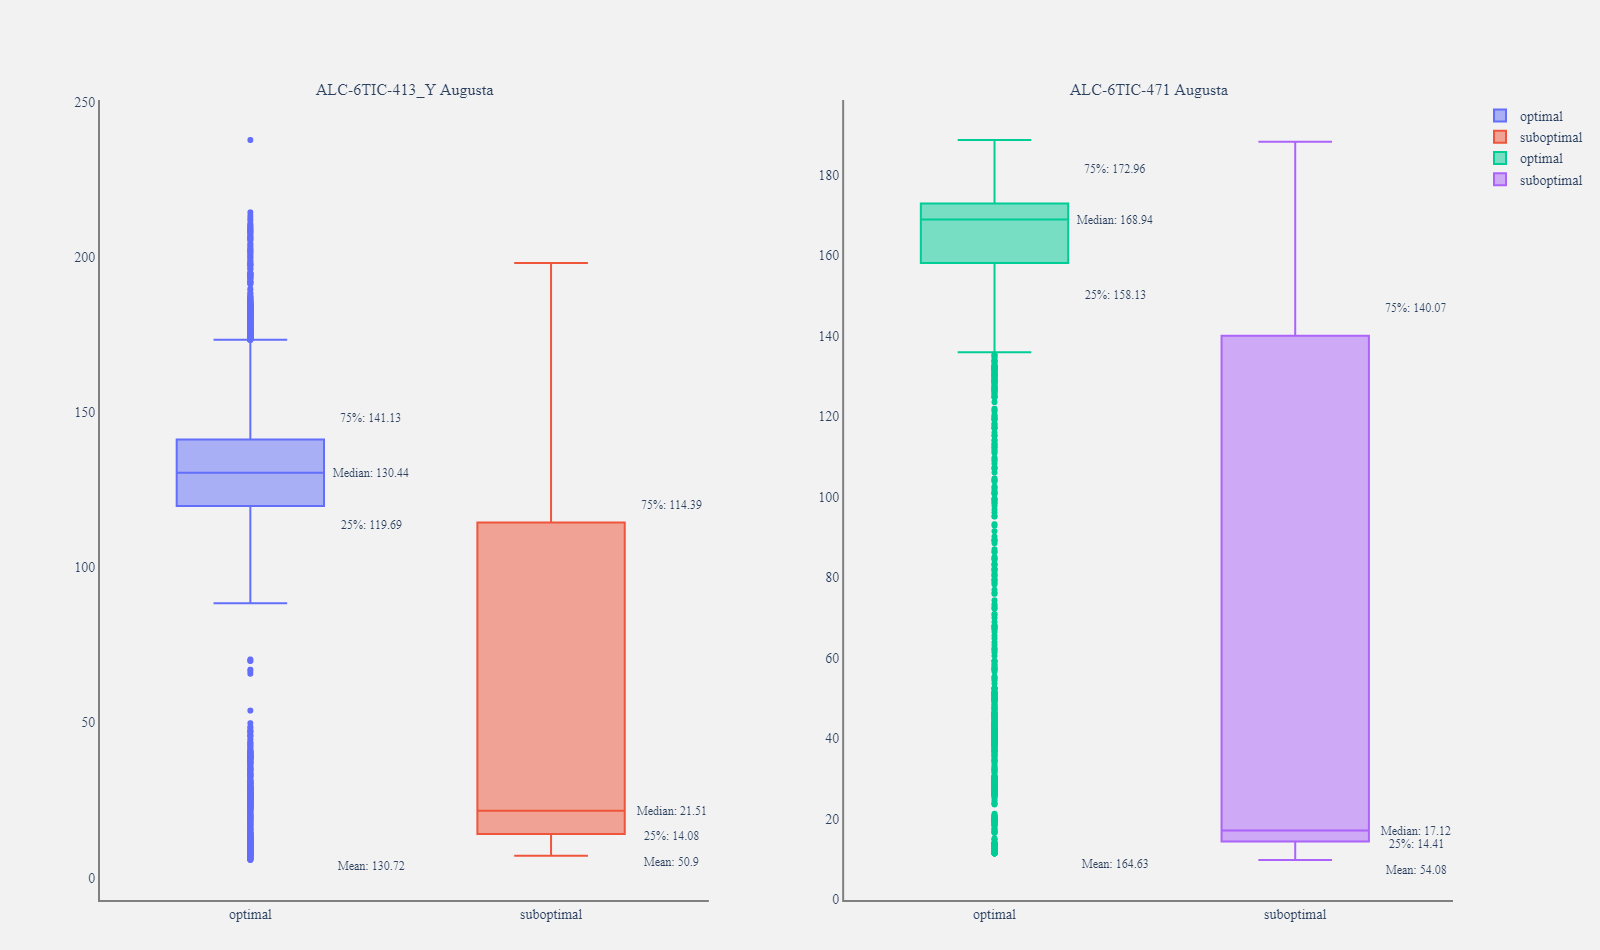 ALC-6TIC-413_Y Augusta
250
200
150
100
50
0
75%: 141.13
Median: 130.44
25%: 119.69
Mean: 130.72
75%: 114.39
Median: 21.51
25%: 14.08
Mean: 50.9
optimal
suboptimal
ALC-6TIC-471 Augusta
180
160
140
120
100
80
60
40
20
0
75%: 172.96
Median: 168.94
25%: 158.13
Mean: 164.63
75%: 140.07
Median: 17.12
25%: 14.41
Mean: 54.08
optimal
suboptimal
optimal
suboptimal
optimal
suboptimal